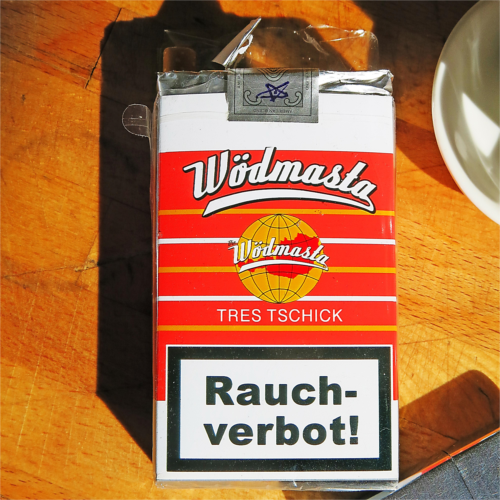 Wödmasta
Wödmasta
TRES TSCHICK
Rauch-
verbot!